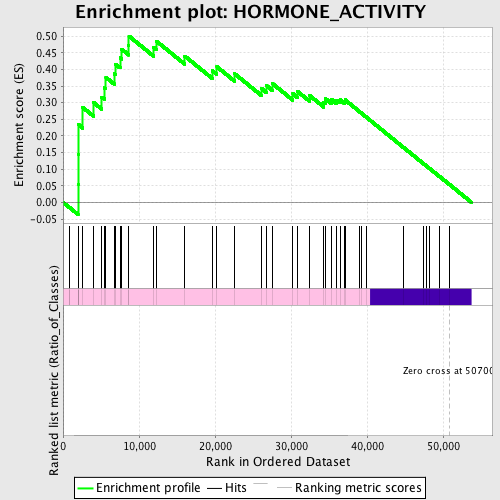 Enrichment plot: HORMONE_ACTIVITY
Enrichment score (ES)
0.50
0.45
0.40
0.35
0.30
0.25
0.20
0.15
0.10
0.05
0.00
-0.05
Ranked list metric (Ratio_of_Classes)
Zero cross at 50700
0 10,000 20,000 30,000 40,000 50,000
Rank in Ordered Dataset
Enrichment profile Hits Ranking metric scores